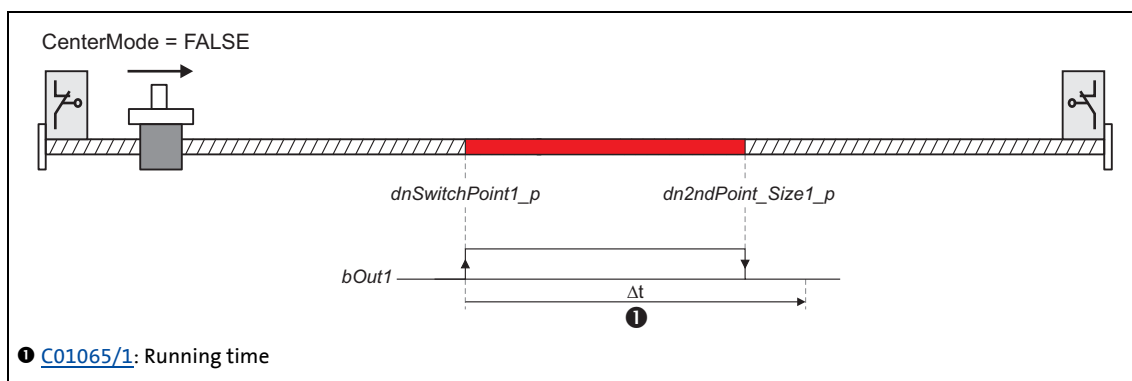 CenterMode = FALSE
dnSwitchPoint1_p
dn2ndPoint_Size1_p
bOut1
Δt
❶
❶ C01065/1: Running time